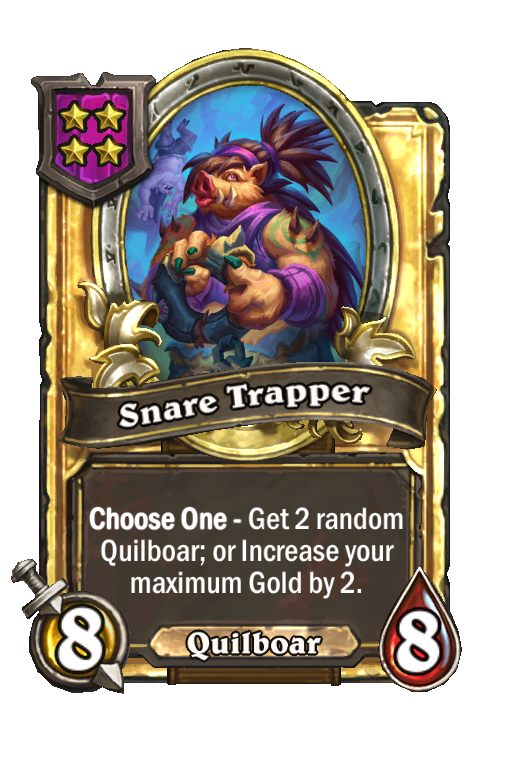 Snare Trapper
Choose One - Get 2 random
Quilboar; or Increase your
maximum Gold by 2.
8
Quilboar
8